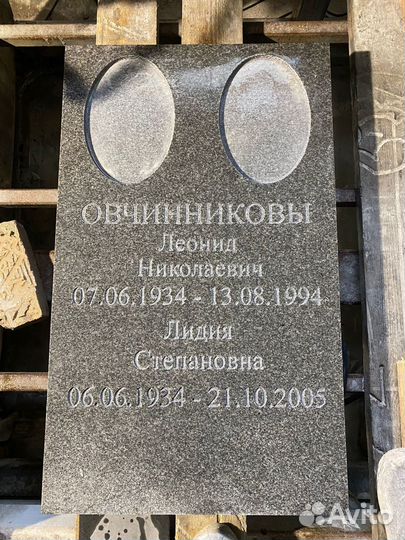 ОВЧИННИКОВЫ
Леонид
Николаевич
07.06.1934 - 13.08.1994
Лидия
Степановна
06.06.1934 - 21.10.2005
Avito